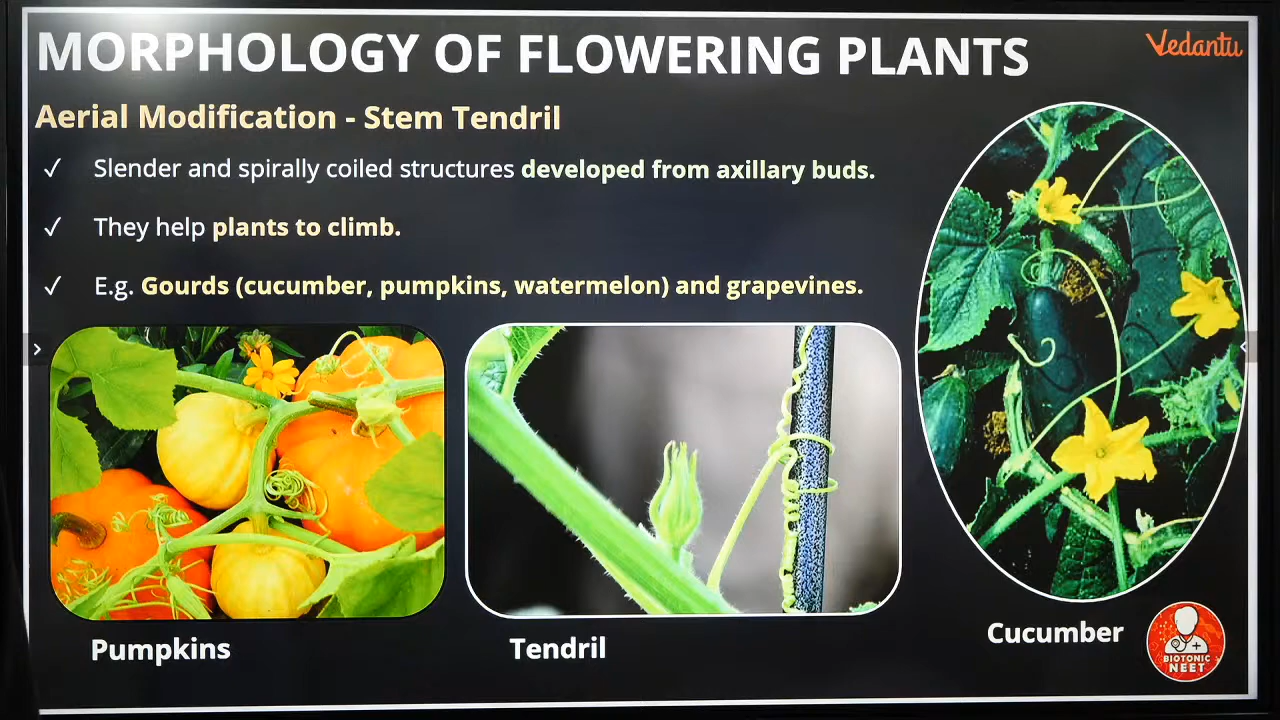 MORPHOLOGY OF FLOWERING PLANTS
Vedantu
Aerial Modification - Stem Tendril
✓ Slender and spirally coiled structures developed from axillary buds.
✓ They help plants to climb.
✓ E.g. Gourds (cucumber, pumpkins, watermelon) and grapevines.
Pumpkins
Tendril
Cucumber
BIOTONIC
NEET